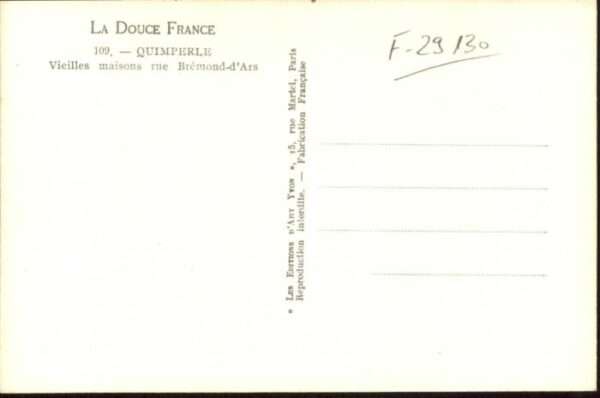 LA DOUCE FRANCE
109. — QUIMPERLE
Vieilles maisons rue Brémond-d'Ars
« LES EDITIONS D'ART YVON », 15, rue Martel, Paris
Reproduction interdite. — Fabrication Française
F-29130